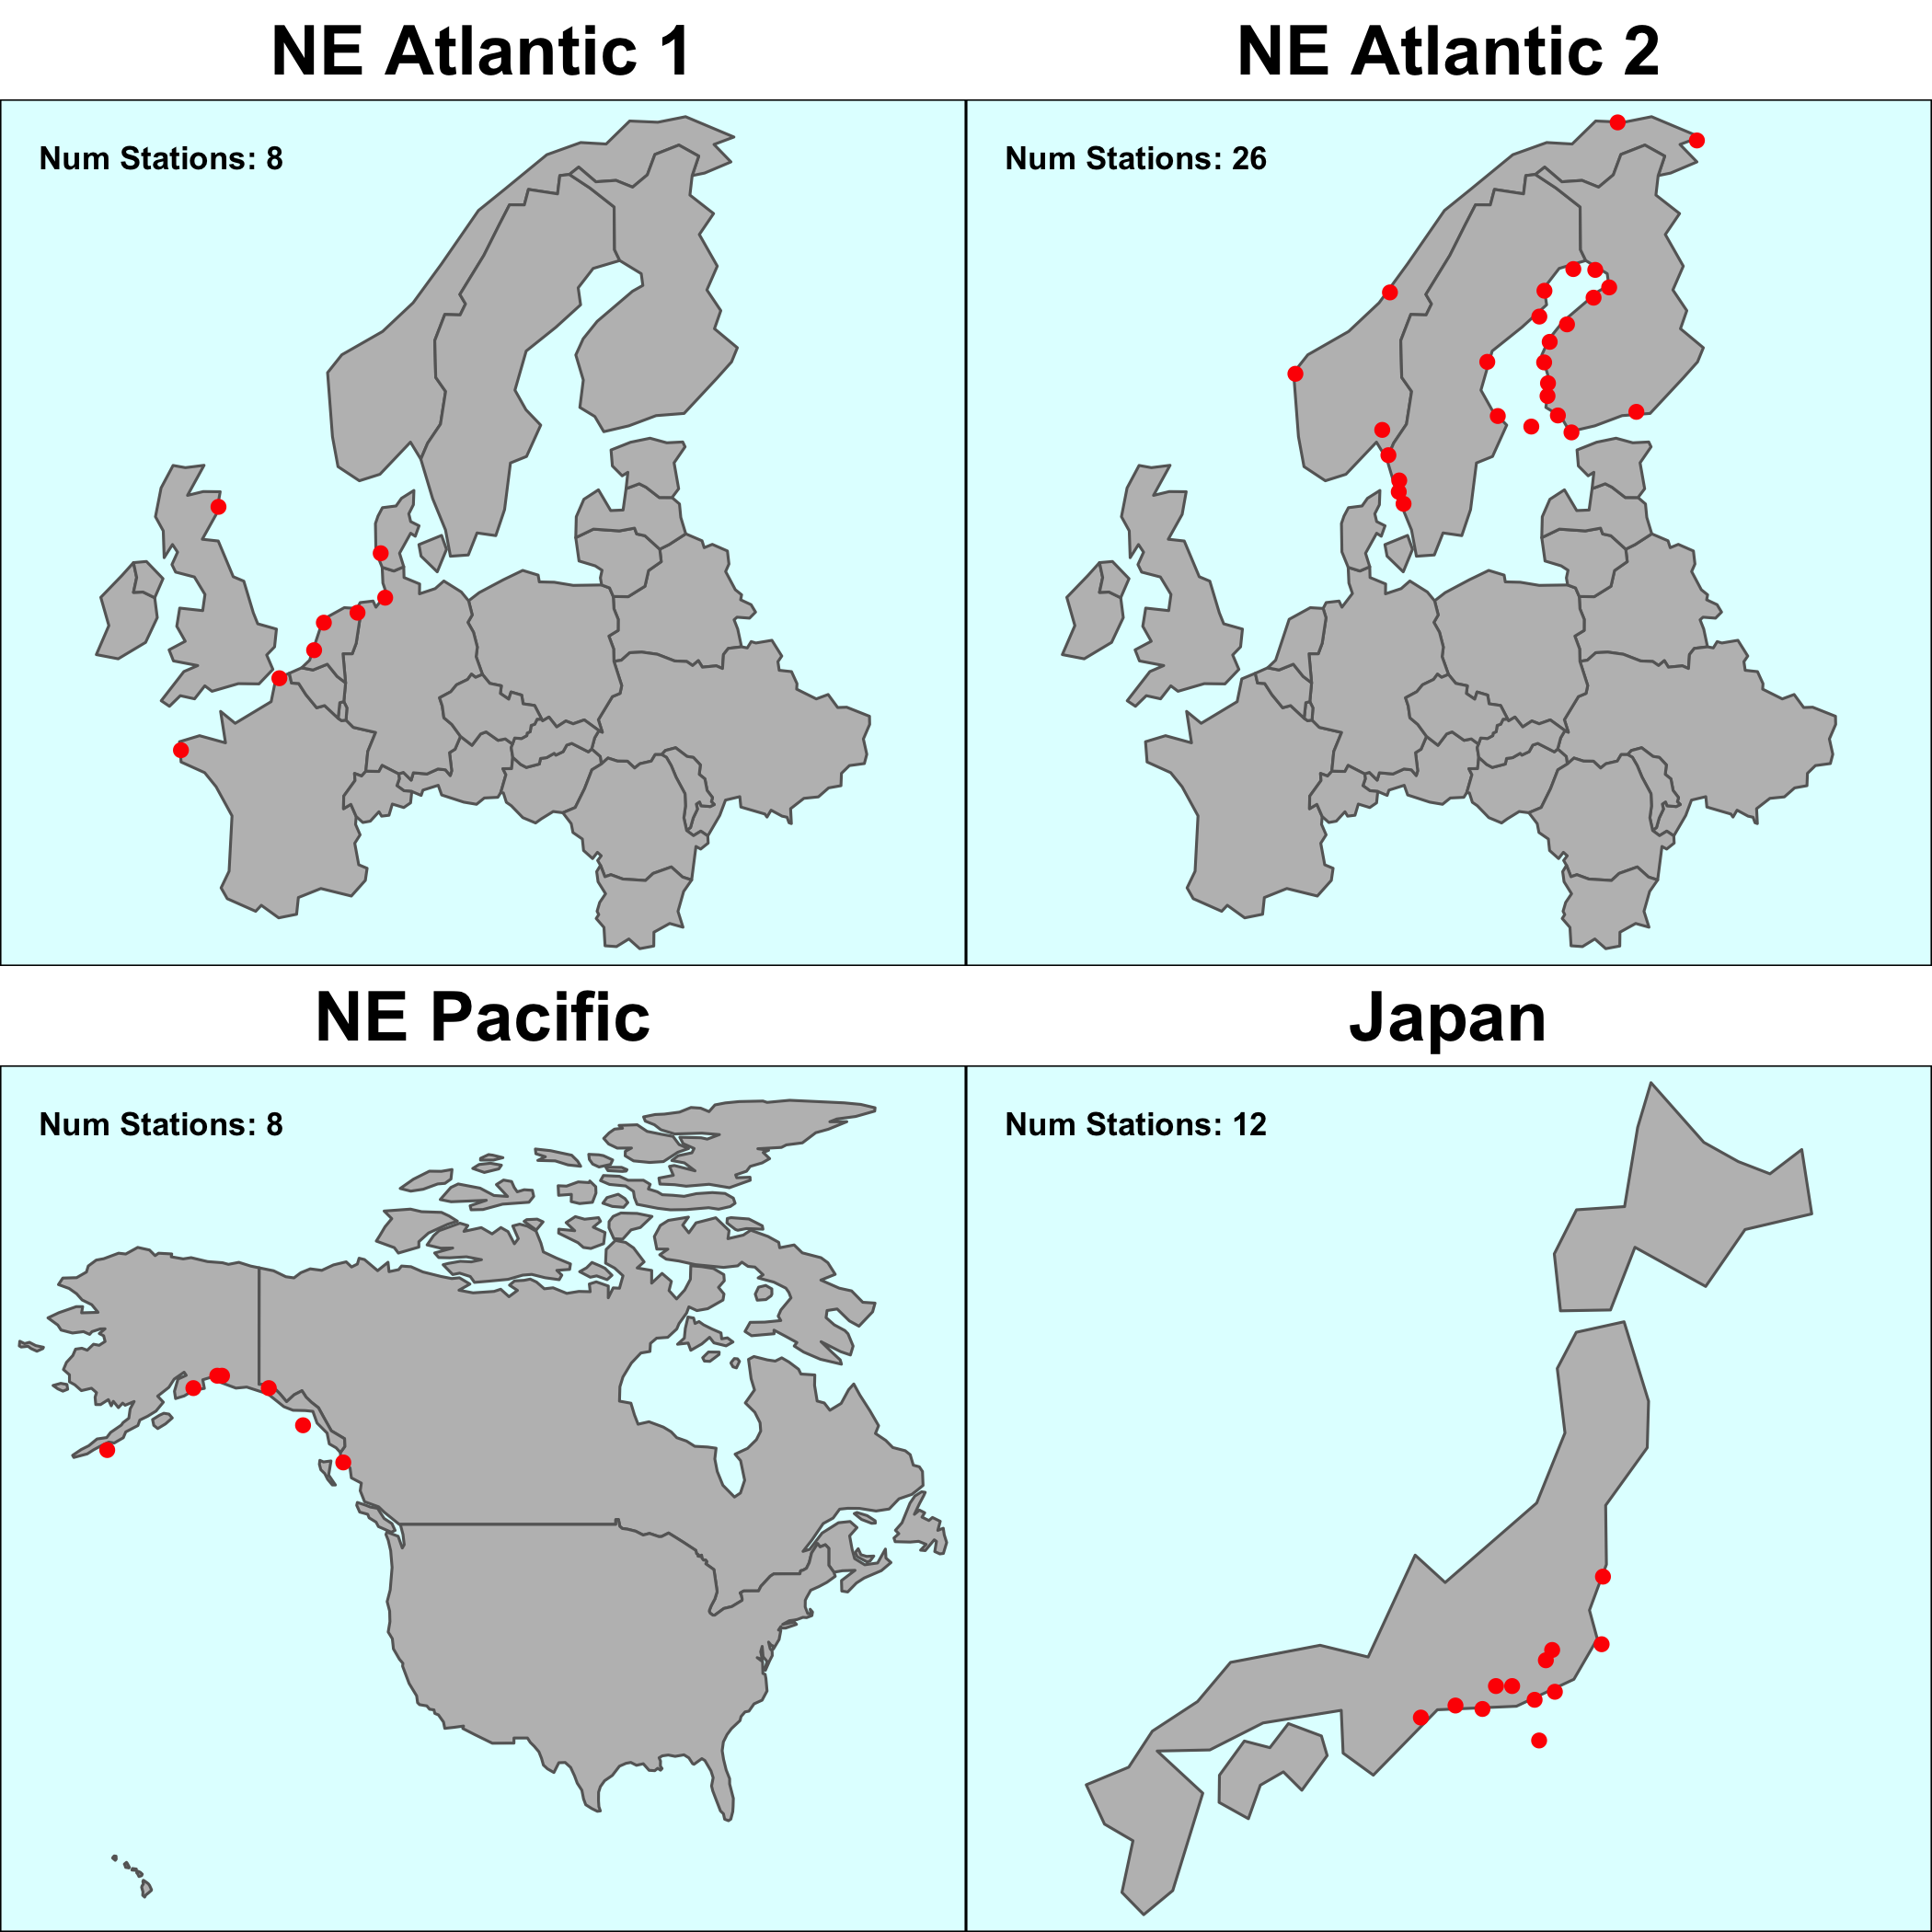 NE Atlantic 1
NE Atlantic 2
Num Stations: 8
Num Stations: 26
NE Pacific
Japan
Num Stations: 8
Num Stations: 12